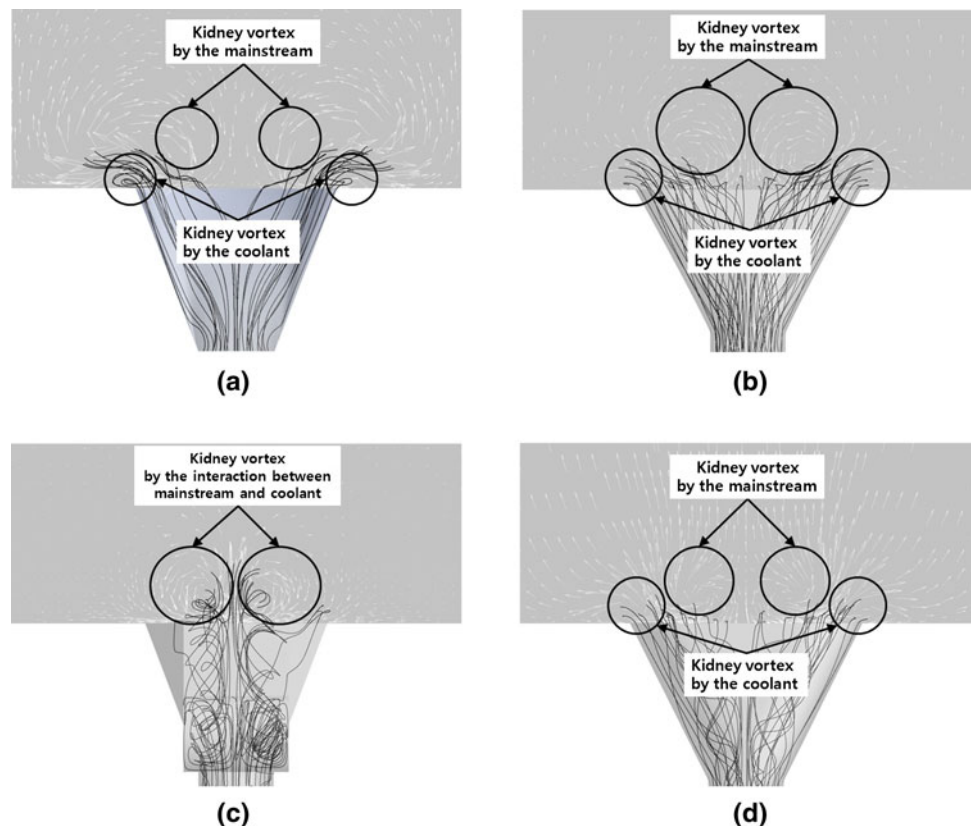 Kidney vortex
by the mainstream
Kidney vortex
by the coolant
(a)
Kidney vortex
by the mainstream
Kidney vortex
by the coolant
(b)
Kidney vortex
by the interaction between
mainstream and coolant
(c)
Kidney vortex
by the mainstream
Kidney vortex
by the coolant
(d)